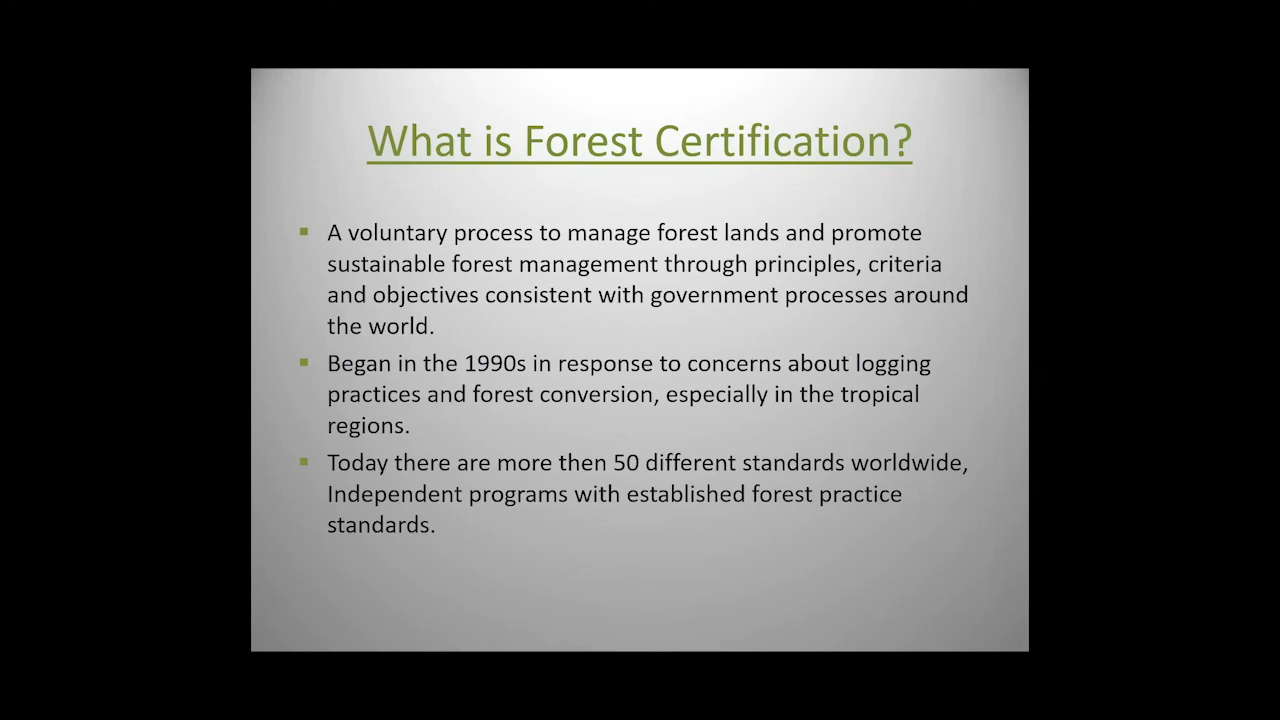 What is Forest Certification?
A voluntary process to manage forest lands and promote
sustainable forest management through principles, criteria
and objectives consistent with government processes around
the world.
Began in the 1990s in response to concerns about logging
practices and forest conversion, especially in the tropical
regions.
Today there are more then 50 different standards worldwide,
Independent programs with established forest practice
standards.